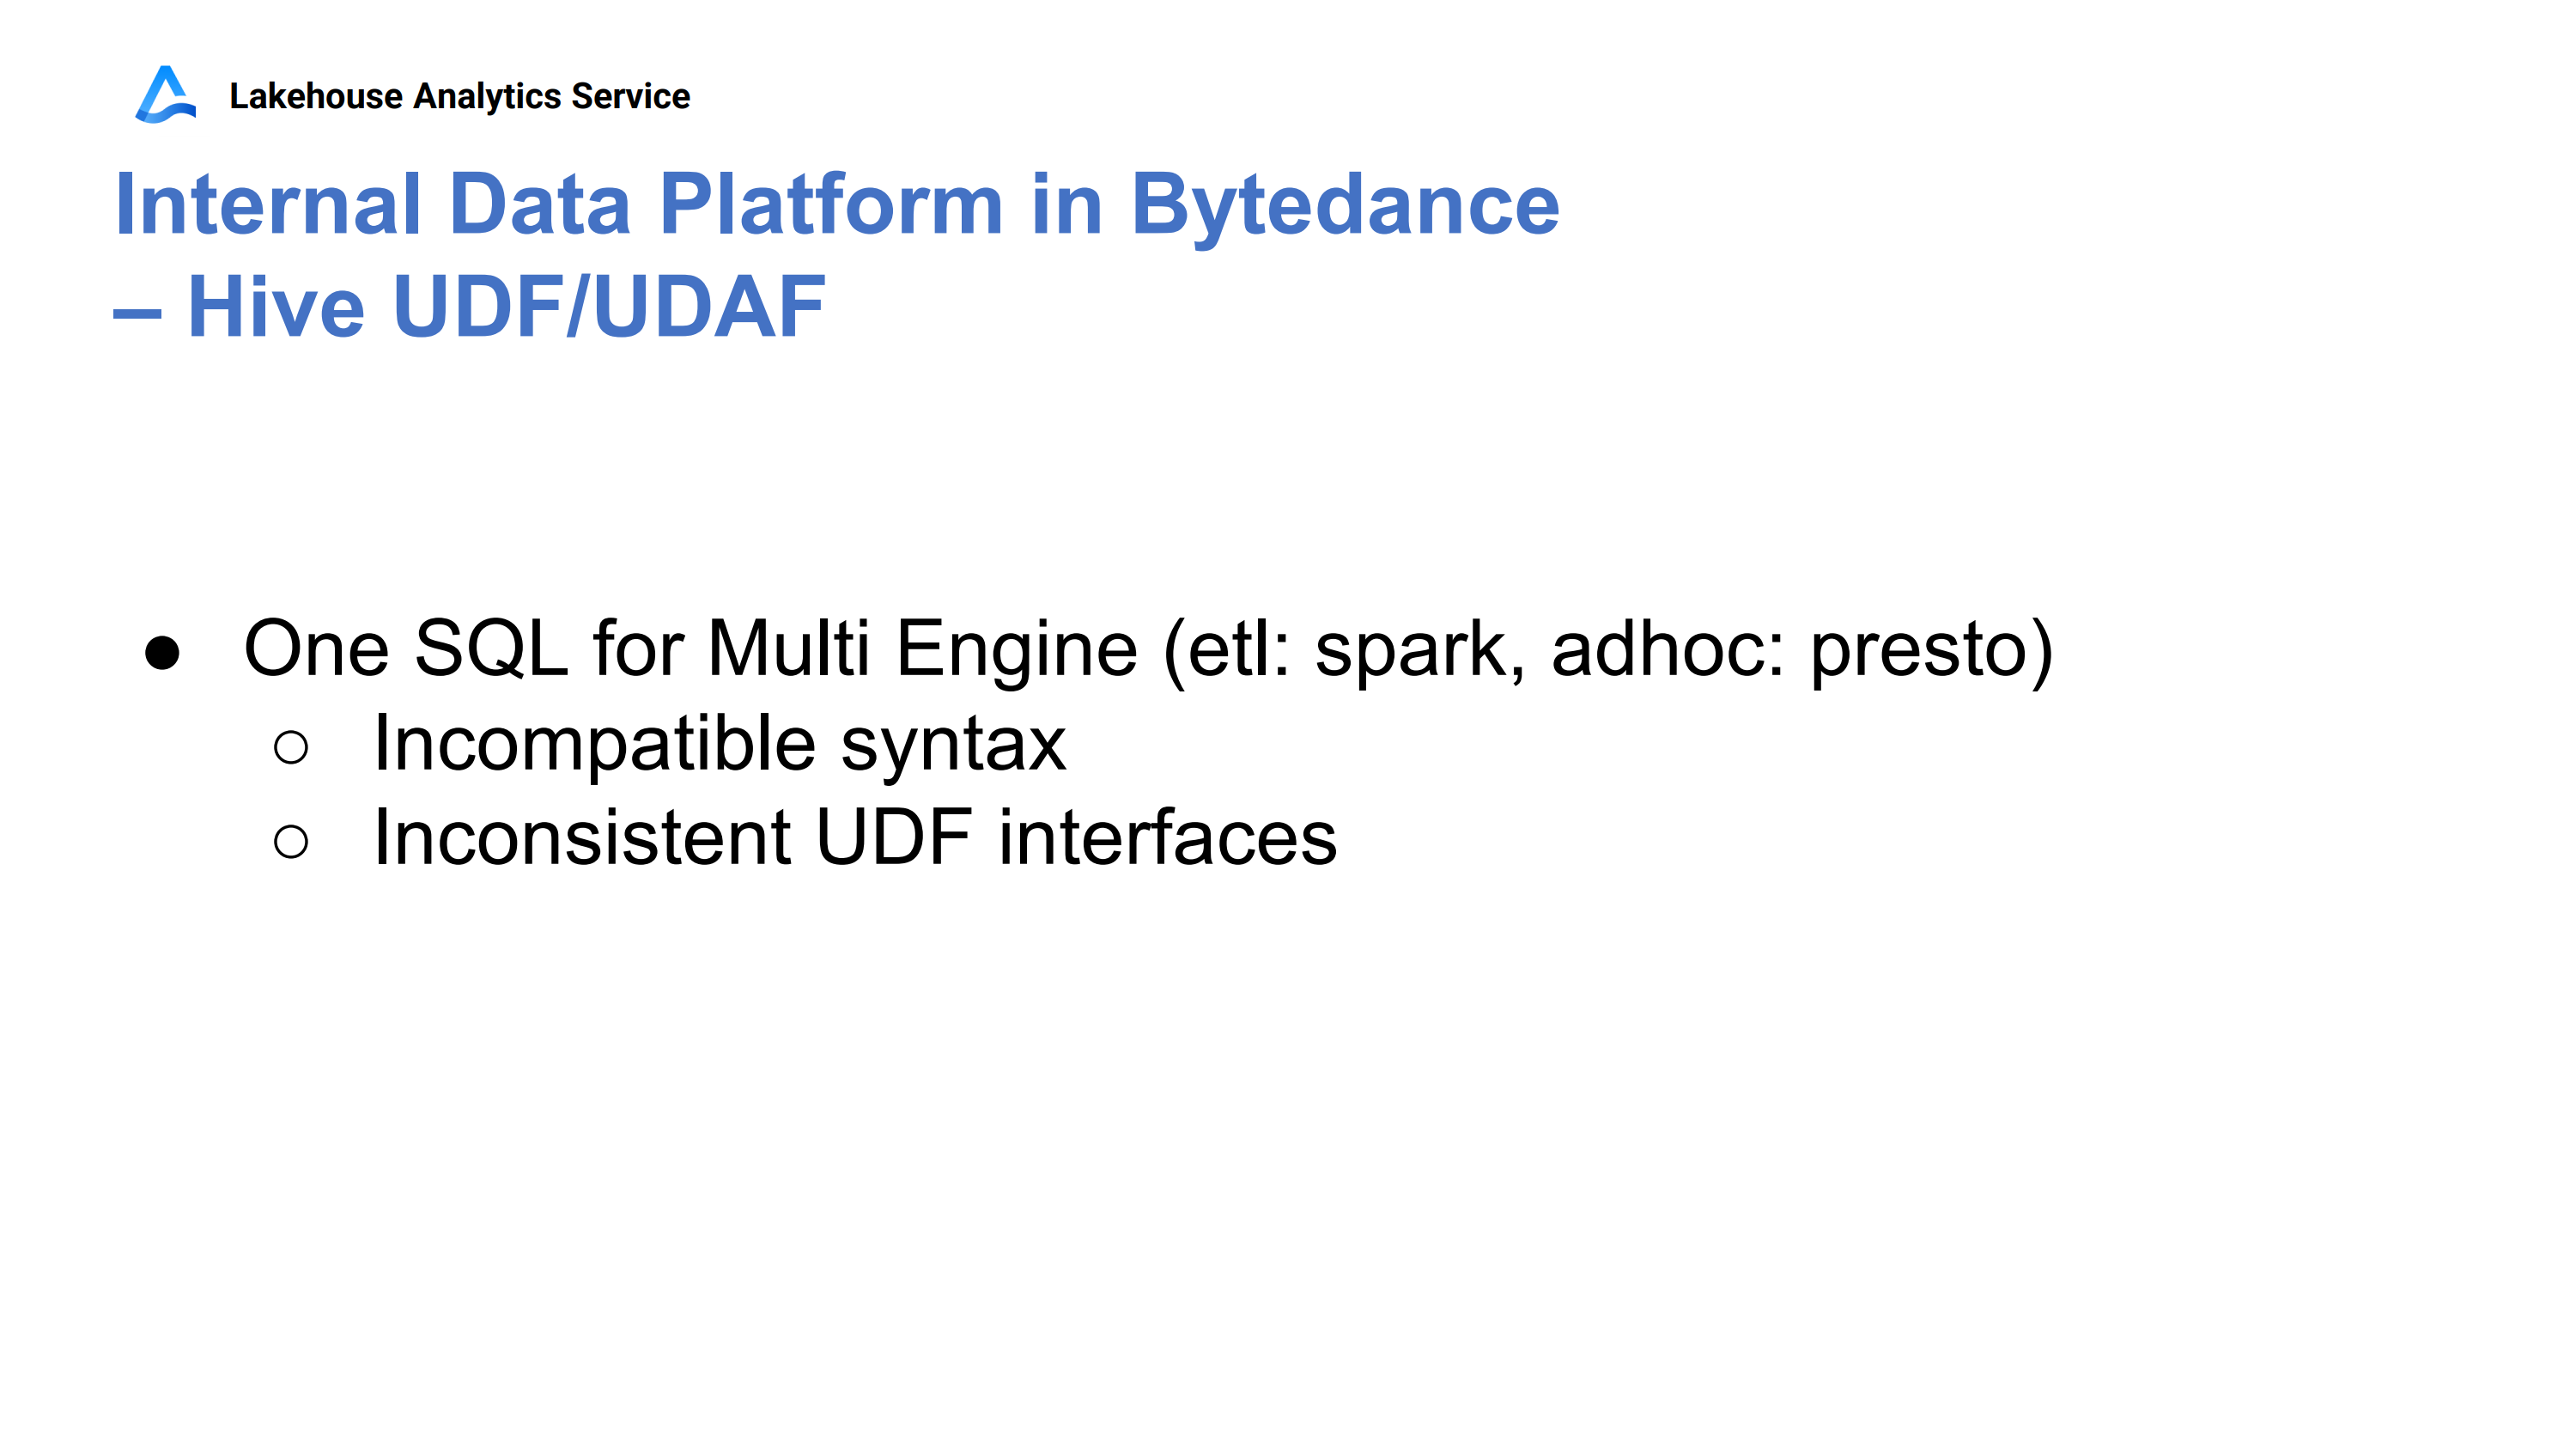 Lakehouse Analytics Service
Internal Data Platform in Bytedance
– Hive UDF/UDAF
● One SQL for Multi Engine (etl: spark, adhoc: presto)
○ Incompatible syntax
○ Inconsistent UDF interfaces